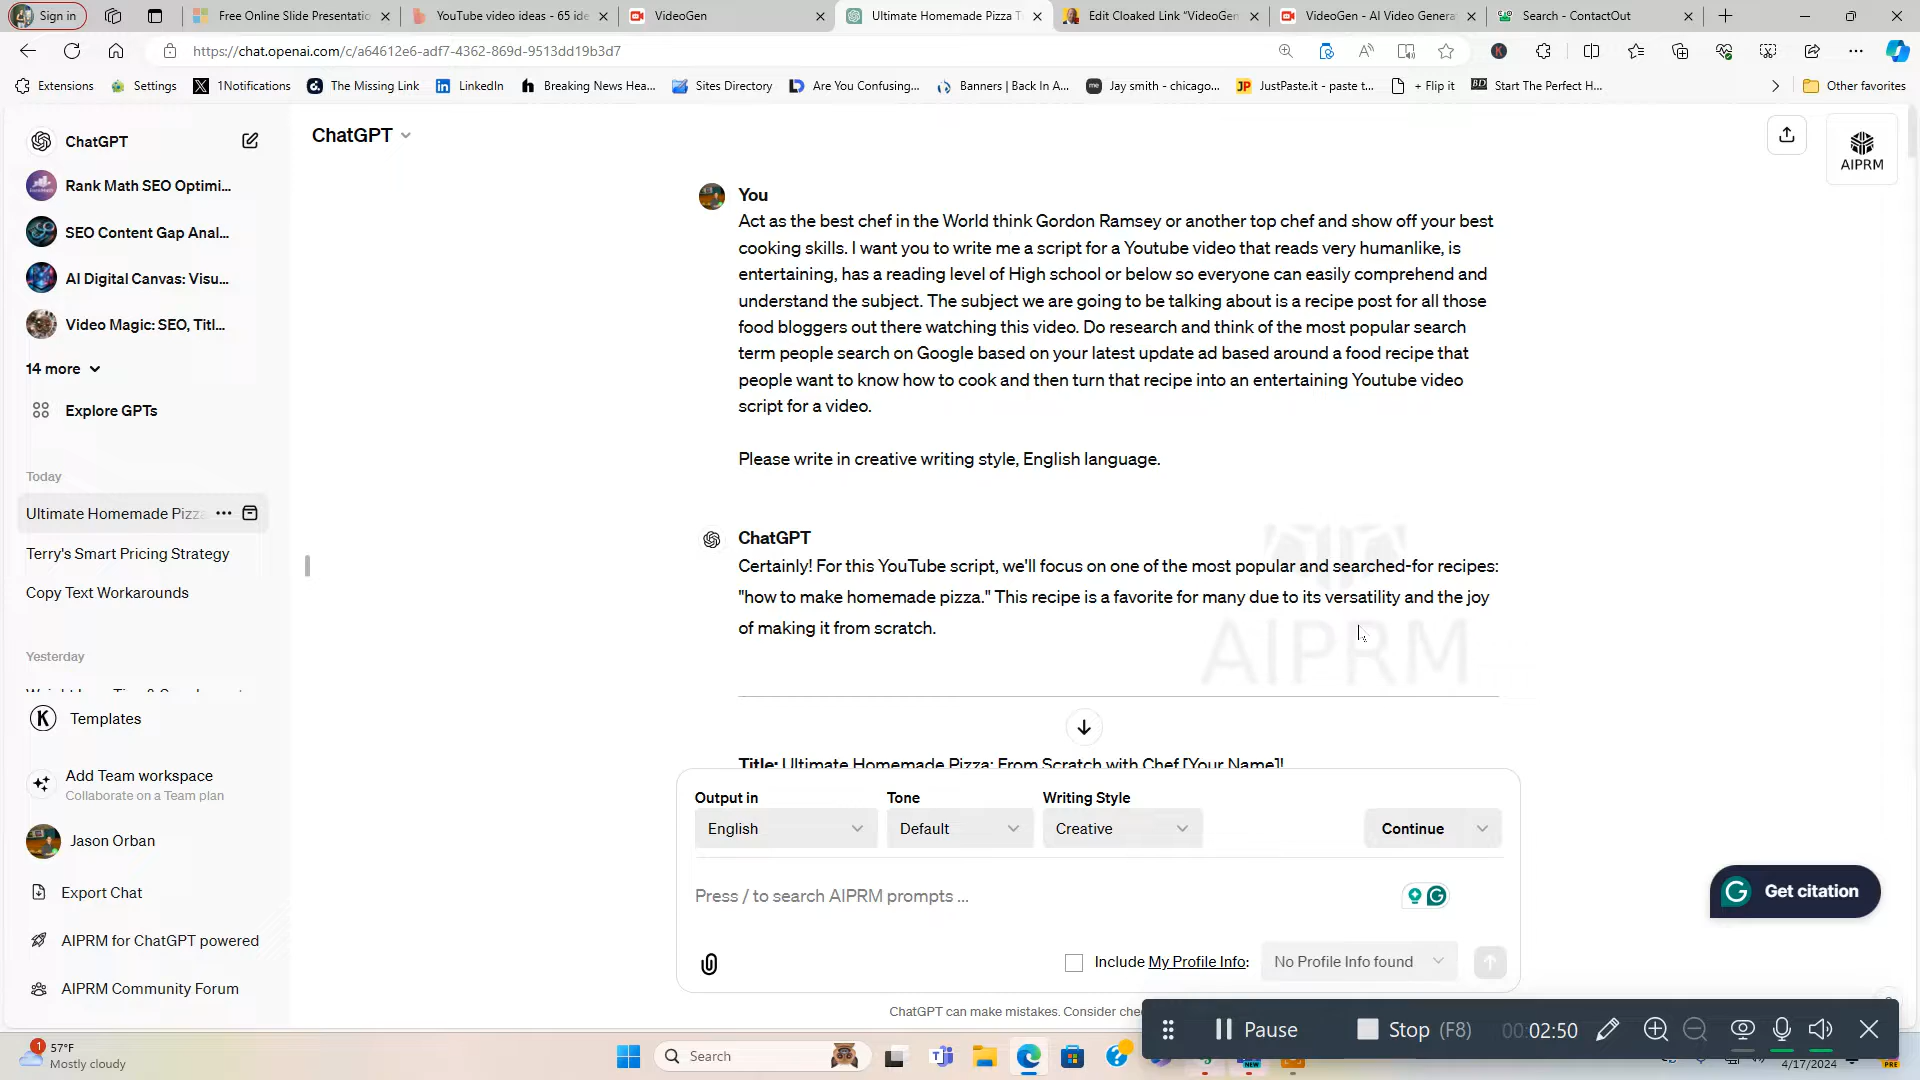 Sign in
Free Online Slide Presentatio
YouTube video ideas - 65 ide
VideoGen
Ultimate Homemade Pizza T
Edit Cloaked Link "VideoGen
VideoGen - AI Video Genera
Search - ContactOut
https://chat.openai.com/c/a64612e6-adf7-4362-869d-9513dd19b3d7
Extensions
Settings
1Notifications
The Missing Link
LinkedIn
Breaking News Hea...
Sites Directory
Are You Confusing...
Banners | Back In A...
Jay smith - chicago...
JustPaste.it - paste t...
+ Flip it
Start The Perfect H...
Other favorites
ChatGPT
Rank Math SEO Optimi...
SEO Content Gap Anal...
AI Digital Canvas: Visu...
Video Magic: SEO, Titl...
14 more
Explore GPTs
Today
Ultimate Homemade Pizza
Terry's Smart Pricing Strategy
Copy Text Workarounds
Yesterday
Templates
Add Team workspace
Collaborate on a Team plan
Jason Orban
Export Chat
AIPRM for ChatGPT powered
AIPRM Community Forum
ChatGPT
AIPRM
You
Act as the best chef in the World think Gordon Ramsey or another top chef and show off your best
cooking skills. I want you to write me a script for a Youtube video that reads very humanlike, is
entertaining, has a reading level of High school or below so everyone can easily comprehend and
understand the subject. The subject we are going to be talking about is a recipe post for all those
food bloggers out there watching this video. Do research and think of the most popular search
term people search on Google based on your latest update ad based around a food recipe that
people want to know how to cook and then turn that recipe into an entertaining Youtube video
script for a video.
Please write in creative writing style, English language.
ChatGPT
Certainly! For this YouTube script, we'll focus on one of the most popular and searched-for recipes:
"how to make homemade pizza." This recipe is a favorite for many due to its versatility and the joy
of making it from scratch.
AIPRM
Title: Ultimate Homemade Pizza: From Scratch with Chef [Your Name]!
Output in
Tone
Writing Style
English
Default
Creative
Continue
Press / to search AIPRM prompts ...
Get citation
Include My Profile Info:
No Profile Info found
ChatGPT can make mistakes. Consider che
Pause
Stop (F8)
00:02:50
1
57°F
Mostly cloudy
Search
4/17/2024